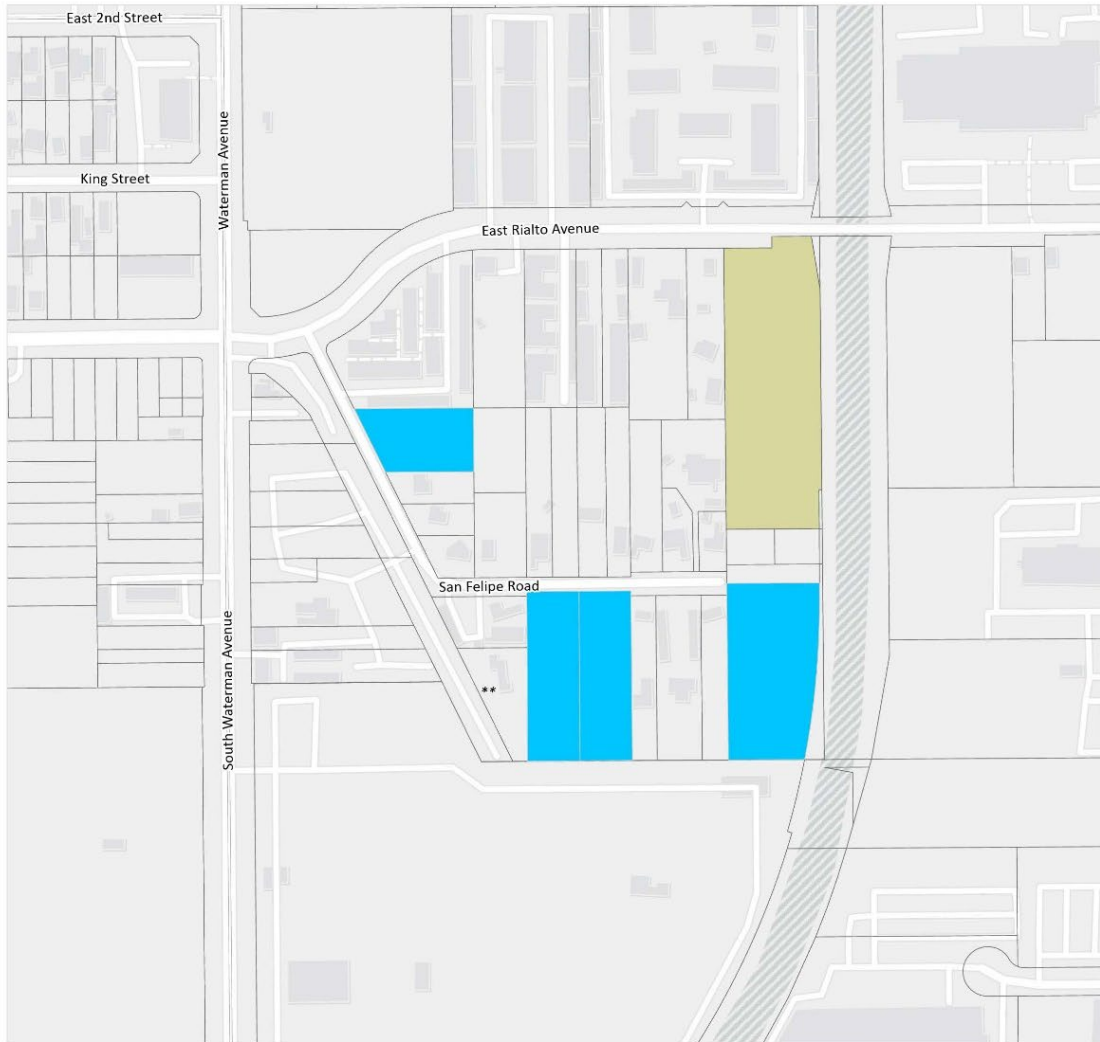 East 2nd Street
Waterman Avenue
King Street
East Rialto Avenue
San Felipe Road
South Waterman Avenue
**